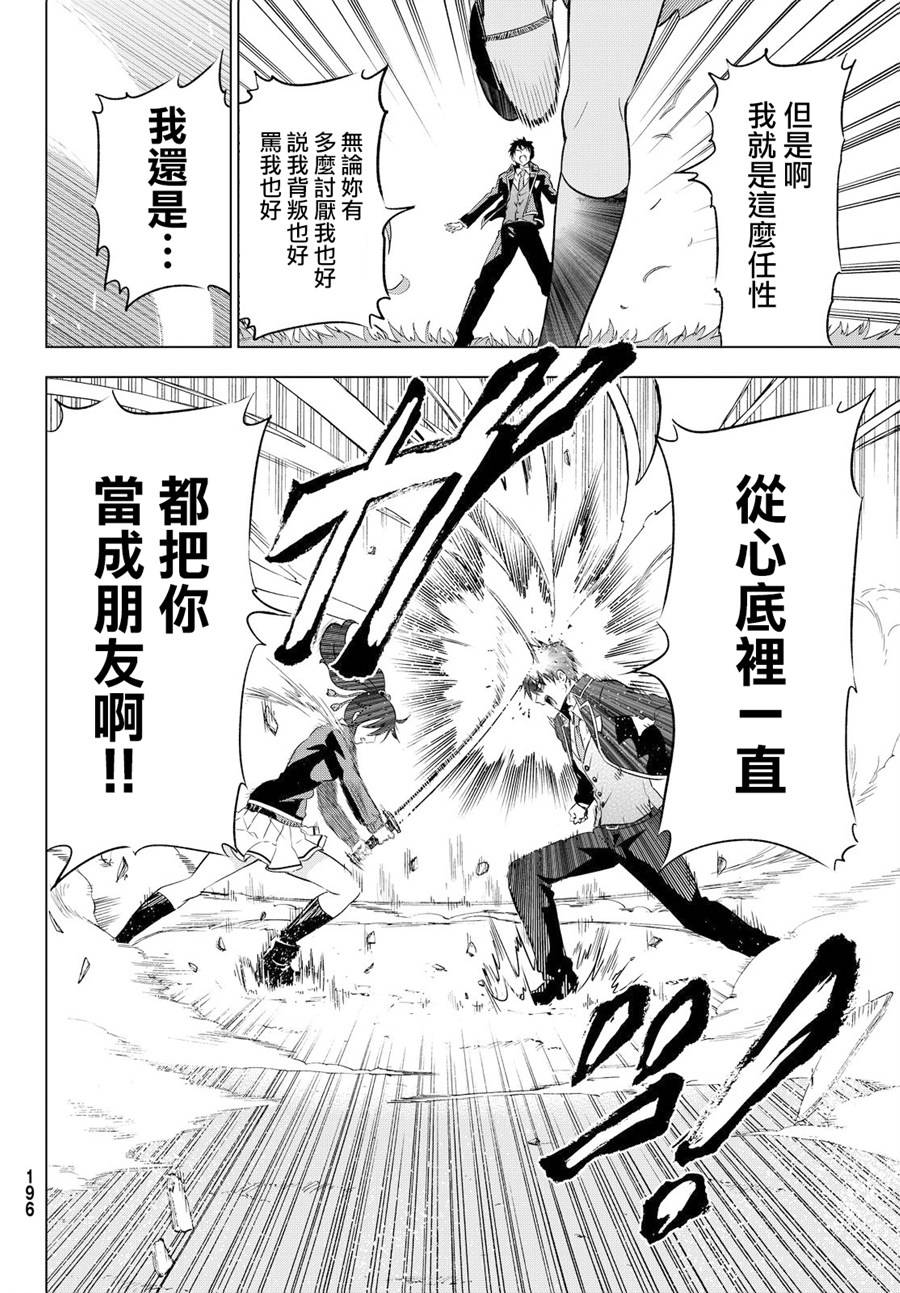 但是啊
我就是這麼任性
無論妳有
多麼討厭我也好
說我背叛也好
罵我也好
我還是…
從心底裡一直
都把你
當成朋友啊!!
ガ
ン!
196